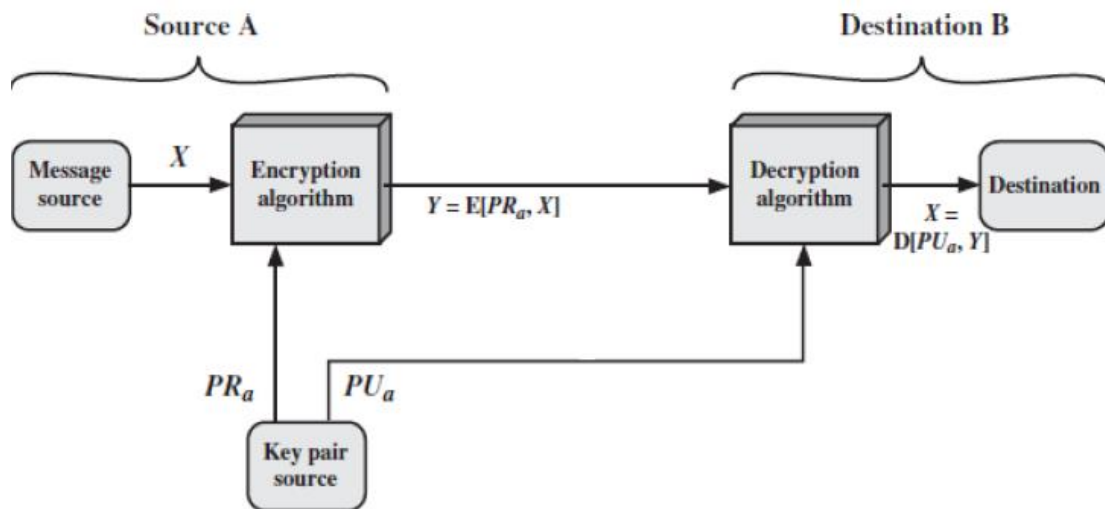 Source A
Destination B
Message
source
X
Encryption
algorithm
Y = E[PRa, X]
Decryption
algorithm
X =
D[PUa, Y]
Destination
PRa
PUa
Key pair
source